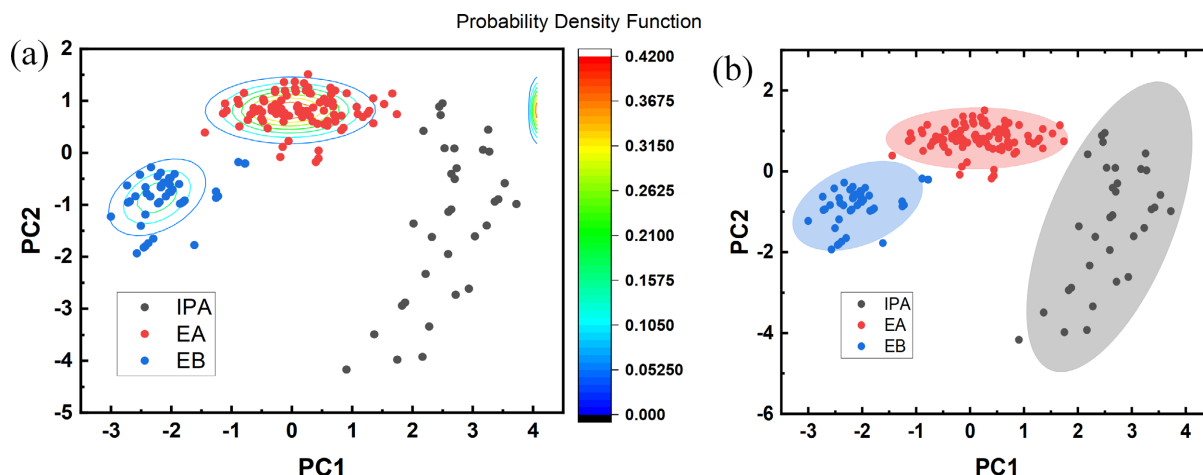 Probability Density Function
(a)
PC2
2
1
0
-1
-2
-3
-4
-5
-3 -2 -1 0 1 2 3 4
PC1
IPA
EA
EB
0.4200
0.3675
0.3150
0.2625
0.2100
0.1575
0.1050
0.0525
0.000
(b)
PC2
2
0
-2
-4
-6
-3 -2 -1 0 1 2 3 4
PC1
IPA
EA
EB